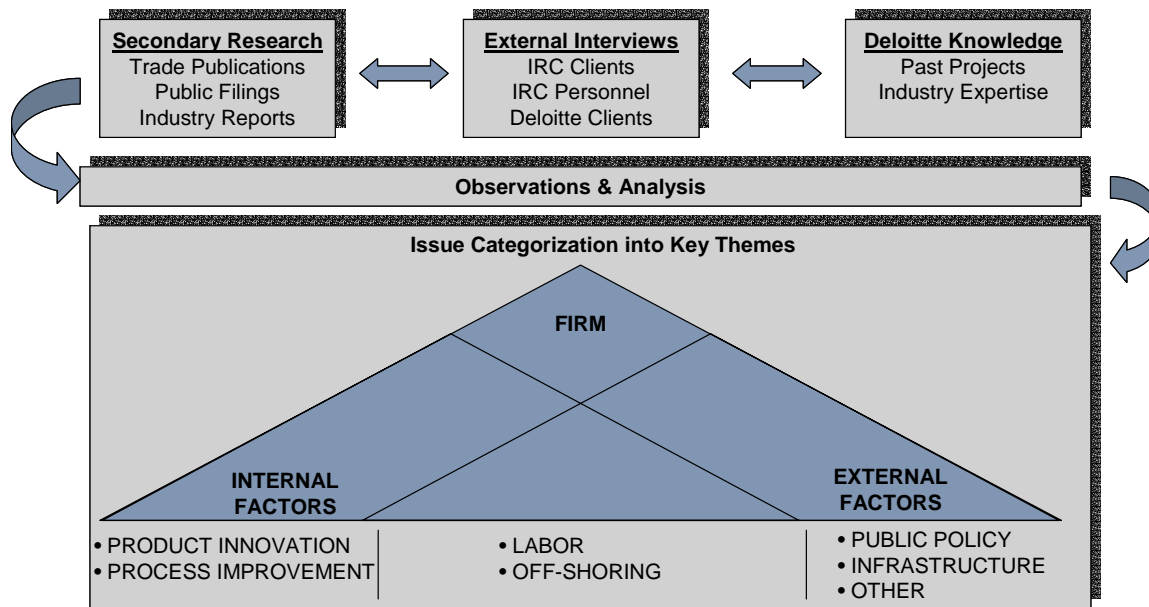 Secondary Research
Trade Publications
Public Filings
Industry Reports
External Interviews
IRC Clients
IRC Personnel
Deloitte Clients
Deloitte Knowledge
Past Projects
Industry Expertise
Observations & Analysis
Issue Categorization into Key Themes
FIRM
INTERNAL
FACTORS
EXTERNAL
FACTORS
• PRODUCT INNOVATION
• PROCESS IMPROVEMENT
• LABOR
• OFF-SHORING
• PUBLIC POLICY
• INFRASTRUCTURE
• OTHER